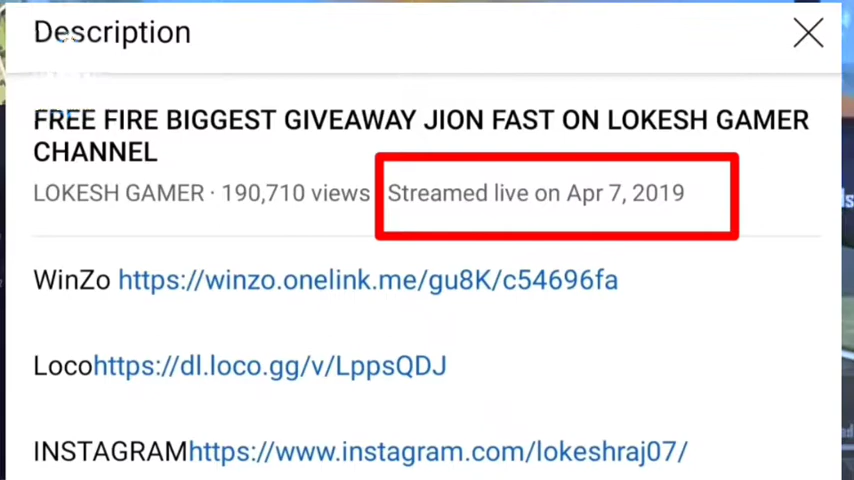 Description
FREE FIRE BIGGEST GIVEAWAY JION FAST ON LOKESH GAMER
CHANNEL
LOKESH GAMER · 190,710 views Streamed live on Apr 7, 2019
WinZo https://winzo.onelink.me/gu8K/c54696fa
Locohttps://dl.loco.gg/v/LppsQDJ
INSTAGRAMhttps://www.instagram.com/lokeshraj07/